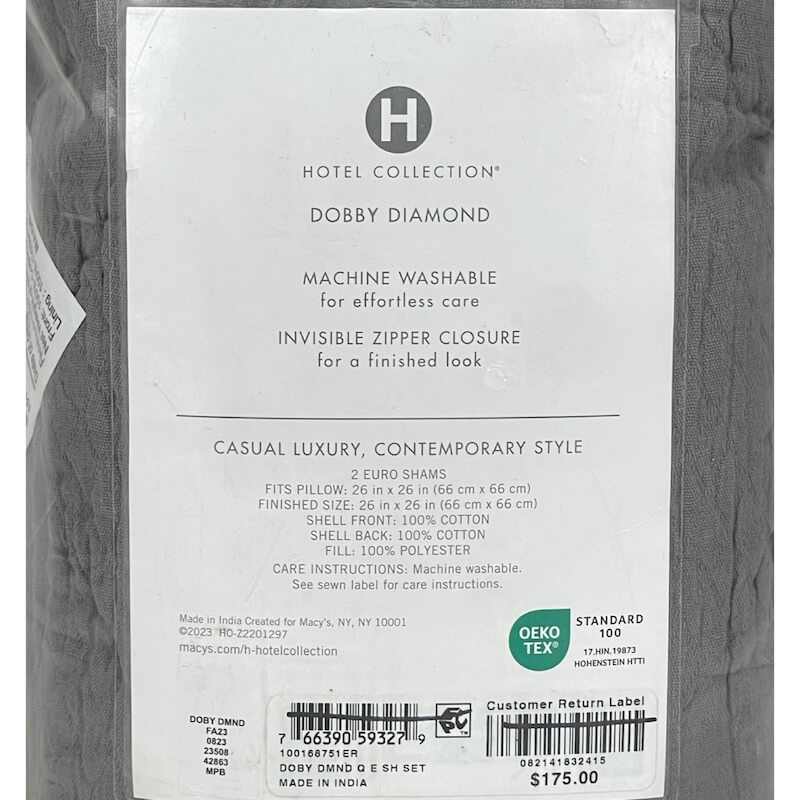 H
HOTEL COLLECTION®
DOBBY DIAMOND
MACHINE WASHABLE
for effortless care
INVISIBLE ZIPPER CLOSURE
for a finished look
CASUAL LUXURY, CONTEMPORARY STYLE
2 EURO SHAMS
FITS PILLOW: 26 in x 26 in (66 cm x 66 cm)
FINISHED SIZE: 26 in x 26 in (66 cm x 66 cm)
SHELL FRONT: 100% COTTON
SHELL BACK: 100% COTTON
FILL: 100% POLYESTER
CARE INSTRUCTIONS: Machine washable.
See sewn label for care instructions.
Made in India Created for Macy's, NY, NY 10001
©2023 HO-Z2201297
macys.com/h-hotelcollection
OEKO
TEX®
STANDARD
100
17.HIN.19873
HOHENSTEIN HTTI
DOBY DMND
FA23
0823
23508
42863
MPB
7 66390 59327 9
100168751ER
DOBY DMND Q E SH SET
MADE IN INDIA
EPC™
Customer Return Label
082141832415
$175.00
Lining: